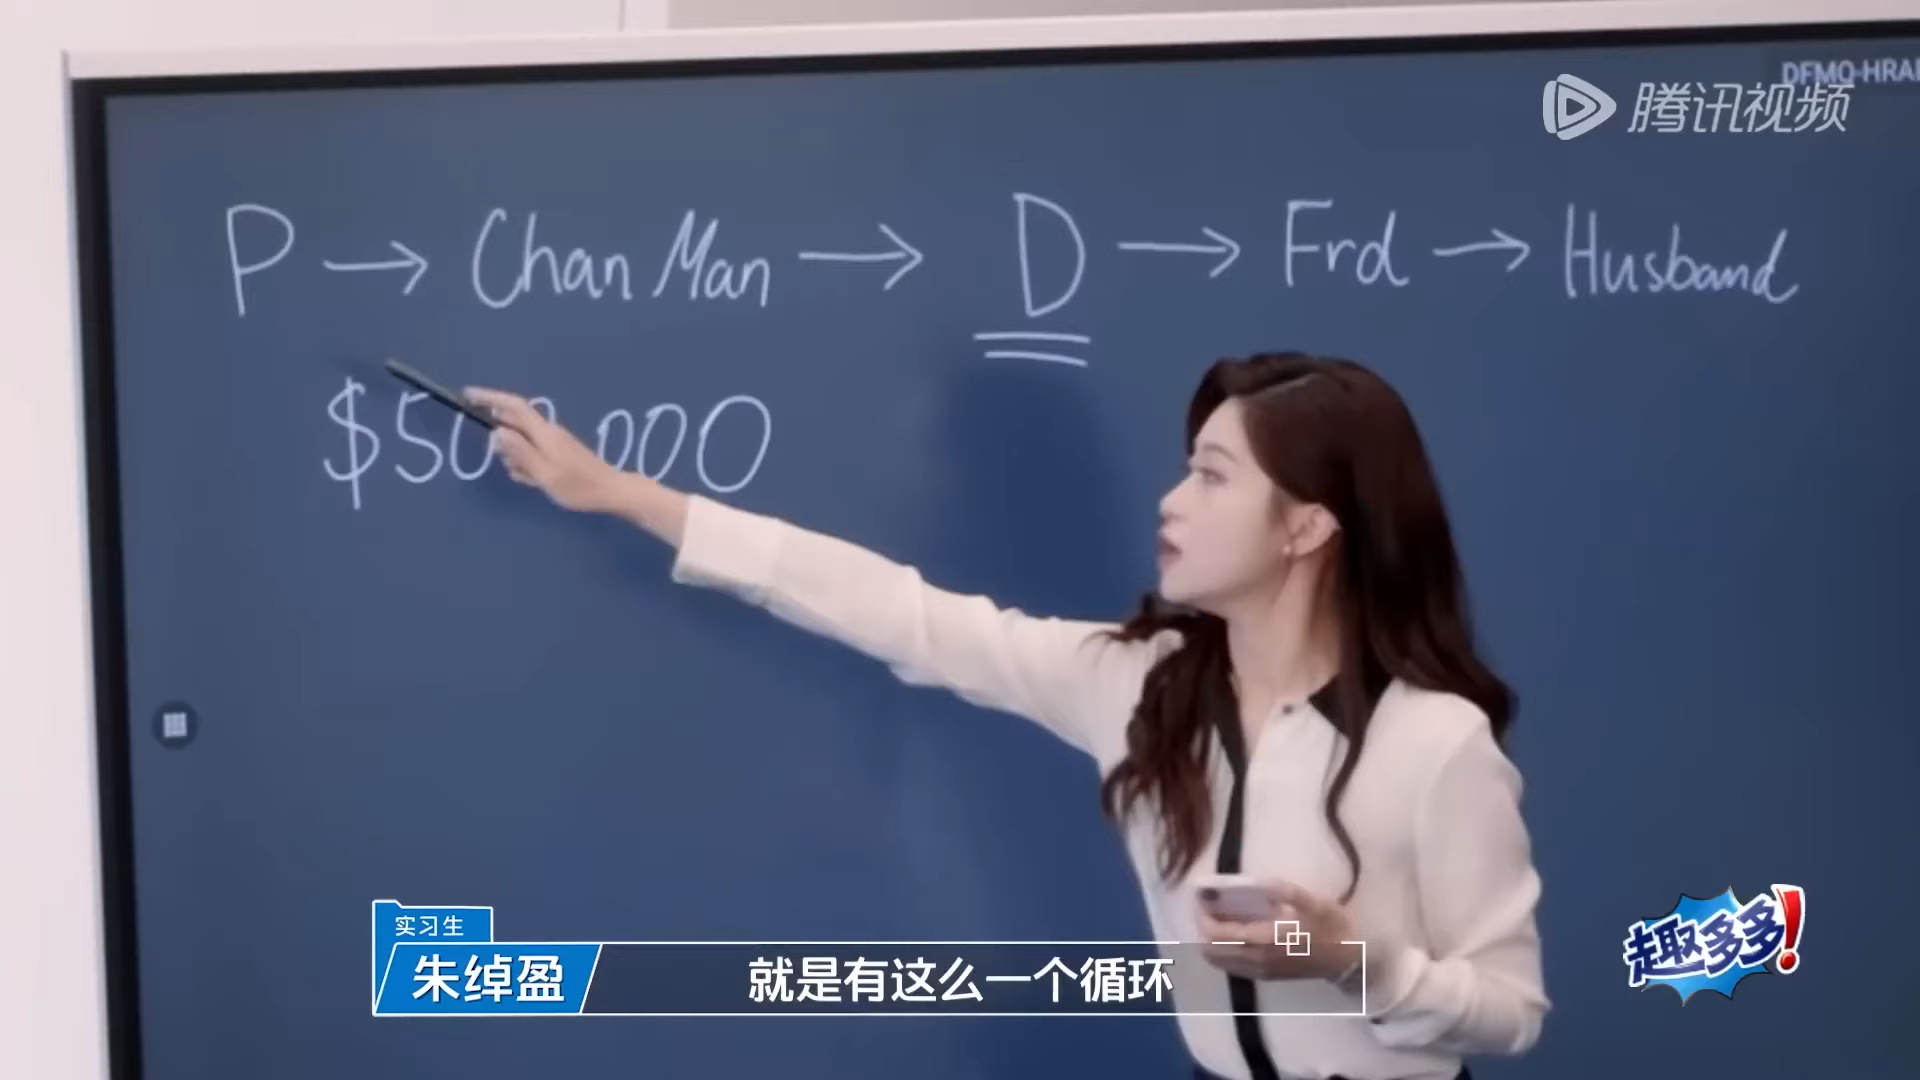 DFMQ-HRAI
腾讯视频
P → Chan Man → D → Frd → Husband
$500,000
实习生
朱绰盈
就是有这么一个循环
趣多多!